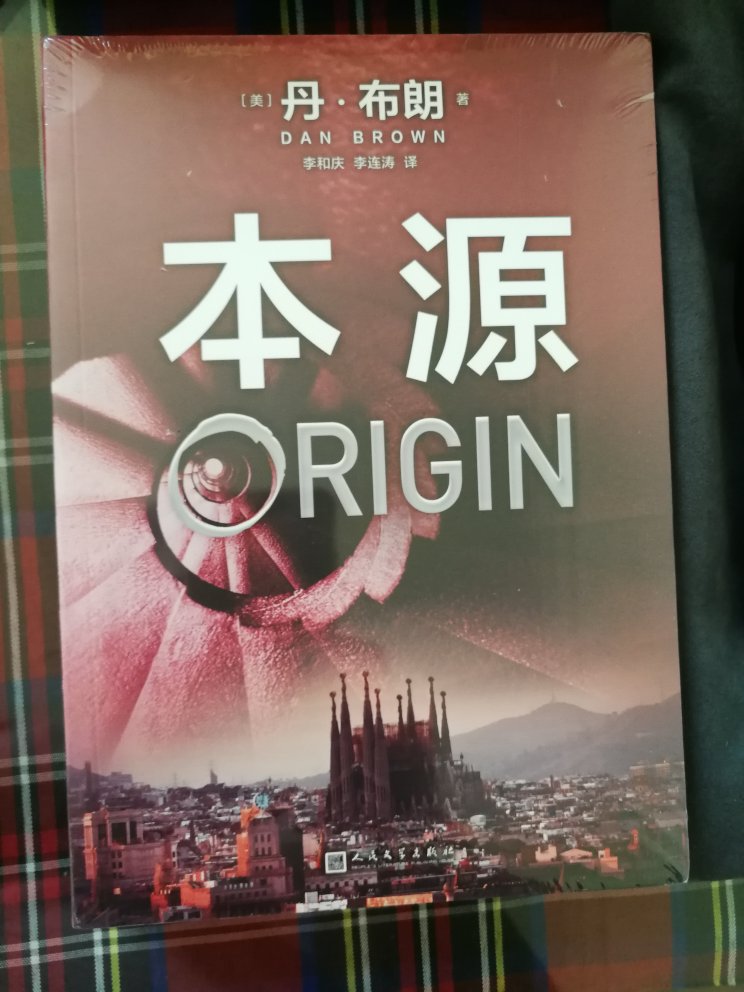 [美] 丹·布朗 著
DAN BROWN
李和庆 李连涛 译
本源
ORIGIN
人民文学出版社